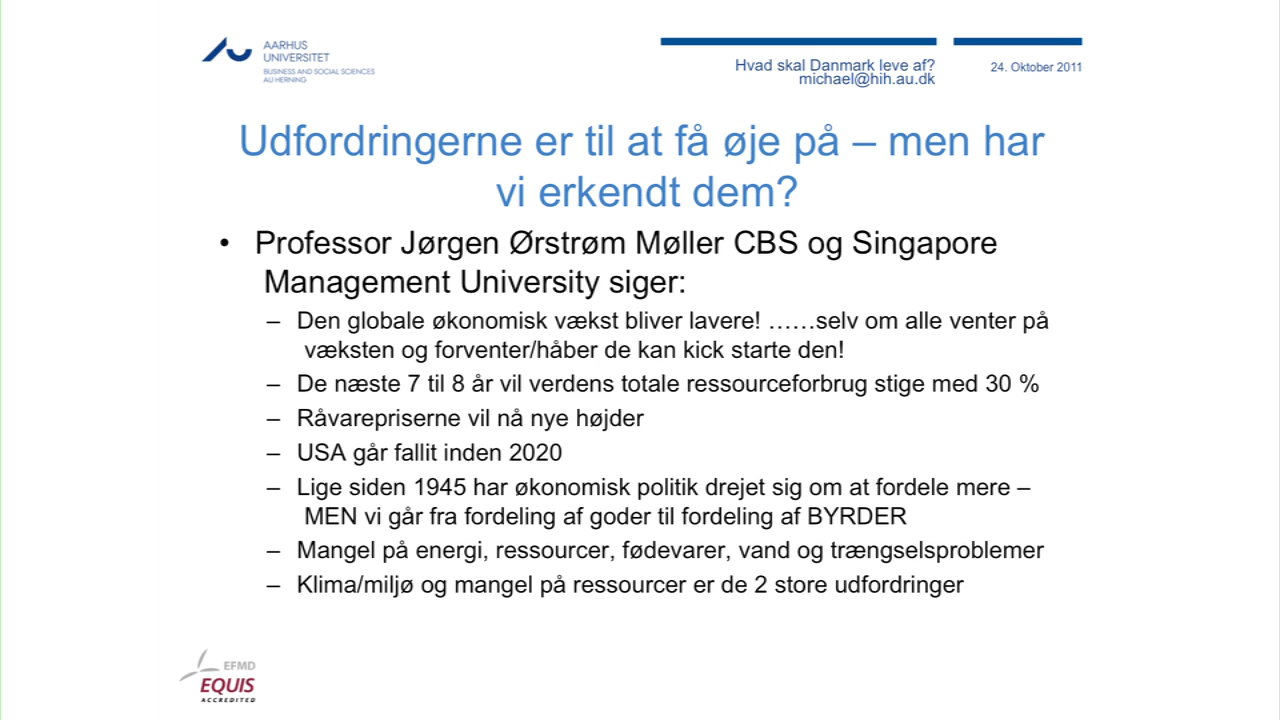 AARHUS
UNIVERSITET
BUSINESS AND SOCIAL SCIENCES
AU HERNING
Hvad skal Danmark leve af?
michael@hih.au.dk
24. Oktober 2011
Udfordringerne er til at få øje på – men har
vi erkendt dem?
• Professor Jørgen Ørstrøm Møller CBS og Singapore
Management University siger:
– Den globale økonomisk vækst bliver lavere! ……selv om alle venter på
væksten og forventer/håber de kan kick starte den!
– De næste 7 til 8 år vil verdens totale ressourceforbrug stige med 30 %
– Råvarepriserne vil nå nye højder
– USA går fallit inden 2020
– Lige siden 1945 har økonomisk politik drejet sig om at fordele mere –
MEN vi går fra fordeling af goder til fordeling af BYRDER
– Mangel på energi, ressourcer, fødevarer, vand og trængselsproblemer
– Klima/miljø og mangel på ressourcer er de 2 store udfordringer
EFMD
EQUIS
ACCREDITED